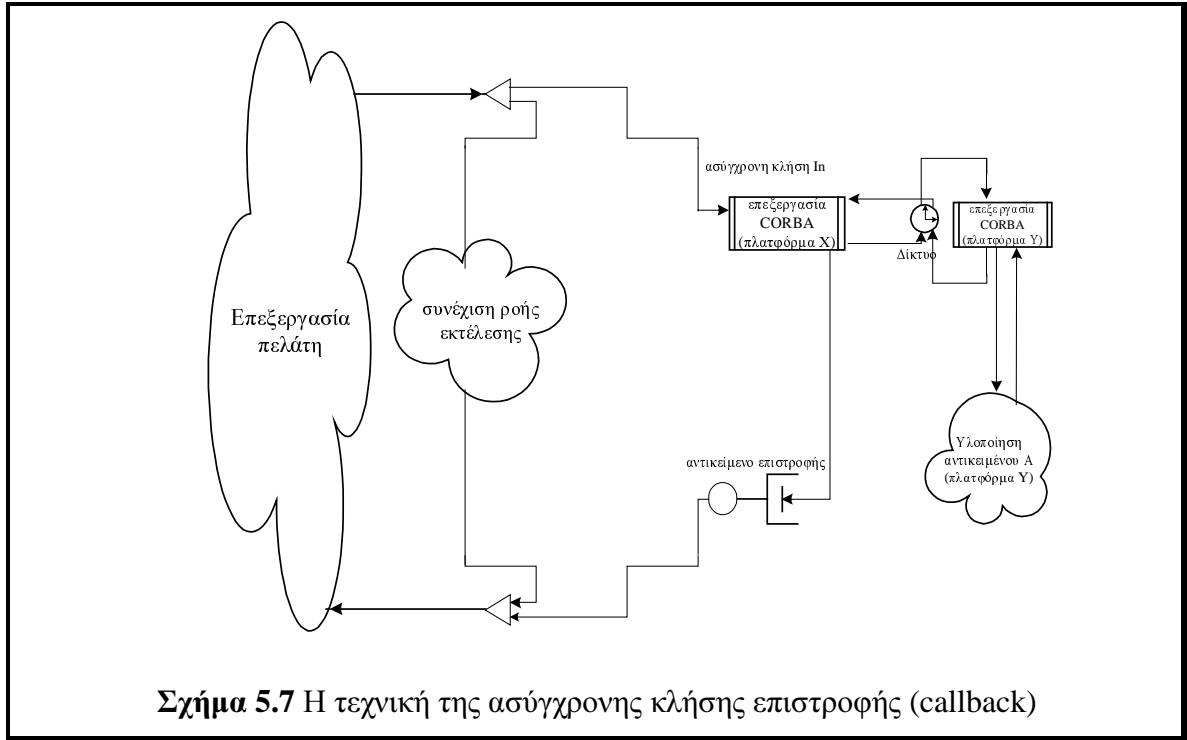 ασύγχρονη κλήση In
επεξεργασία
CORBA
(πλατφόρμα X)
Δίκτυο
επεξεργασία
CORBA
(πλατφόρμα Y)
Επεξεργασία
πελάτη
συνέχιση ροής
εκτέλεσης
αντικείμενο επιστροφής
Υλοποίηση
αντικειμένου A
(πλατφόρμα Y)
Σχήμα 5.7 Η τεχνική της ασύγχρονης κλήσης επιστροφής (callback)